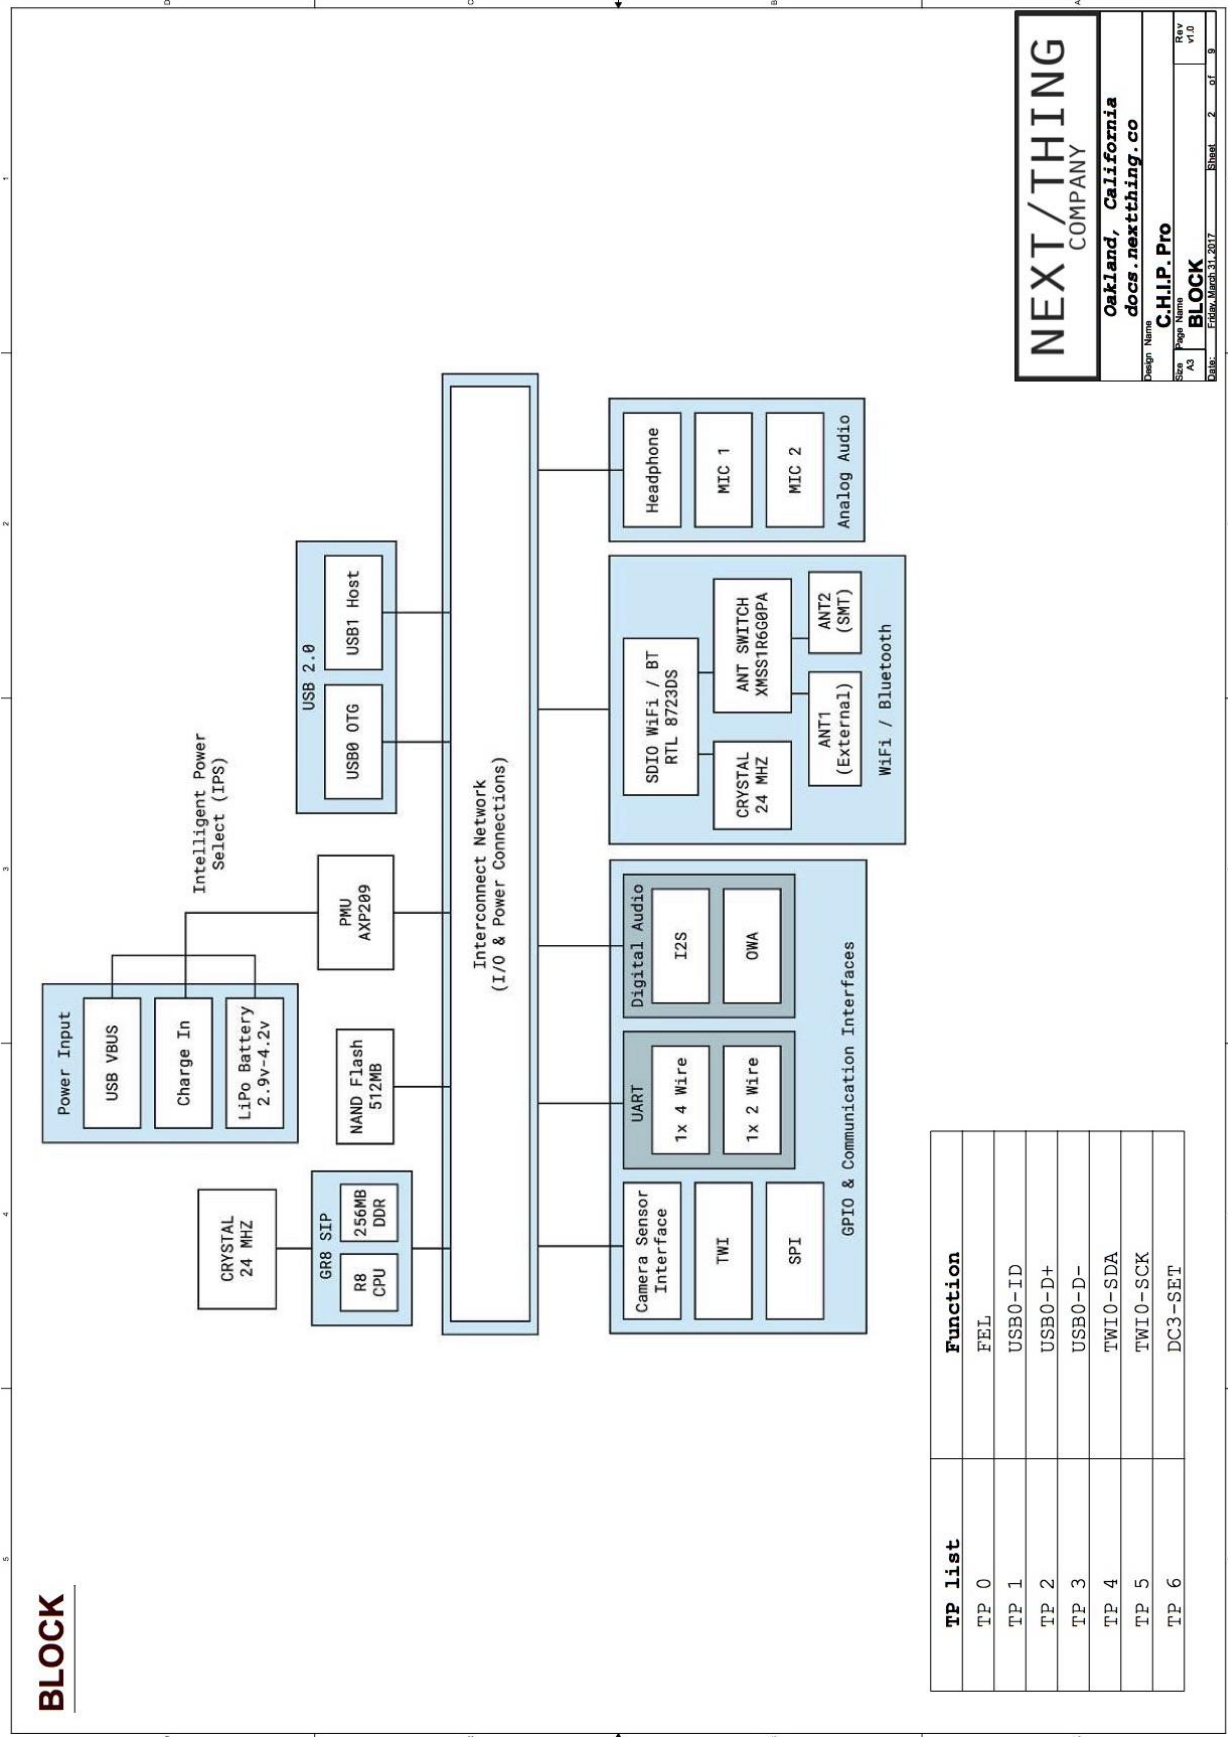 BLOCK
5
4
3
2
1
D
C
B
A
Power Input
USB VBUS
Charge In
LiPo Battery
2.9v-4.2v
Intelligent Power
Select (IPS)
CRYSTAL
24 MHZ
GR8 SIP
R8
CPU
256MB
DDR
NAND Flash
512MB
PMU
AXP209
USB 2.0
USB0 OTG
USB1 Host
Interconnect Network
(I/O & Power Connections)
Camera Sensor
Interface
TWI
SPI
UART
1x 4 Wire
1x 2 Wire
Digital Audio
I2S
OWA
GPIO & Communication Interfaces
SDIO WiFi / BT
RTL 8723DS
CRYSTAL
24 MHZ
ANT SWITCH
XMSS1R6G0PA
ANT1
(External)
ANT2
(SMT)
WiFi / Bluetooth
Headphone
MIC 1
MIC 2
Analog Audio
TP list Function
TP 0 FEL
TP 1 USB0-ID
TP 2 USB0-D+
TP 3 USB0-D-
TP 4 TWI0-SDA
TP 5 TWI0-SCK
TP 6 DC3-SET
NEXT/THING
COMPANY
Oakland, California
docs.nextthing.co
Design Name
C.H.I.P. Pro
Size Page Name Rev
A3 BLOCK v1.0
Date: Friday, March 31, 2017 Sheet 2 of 9